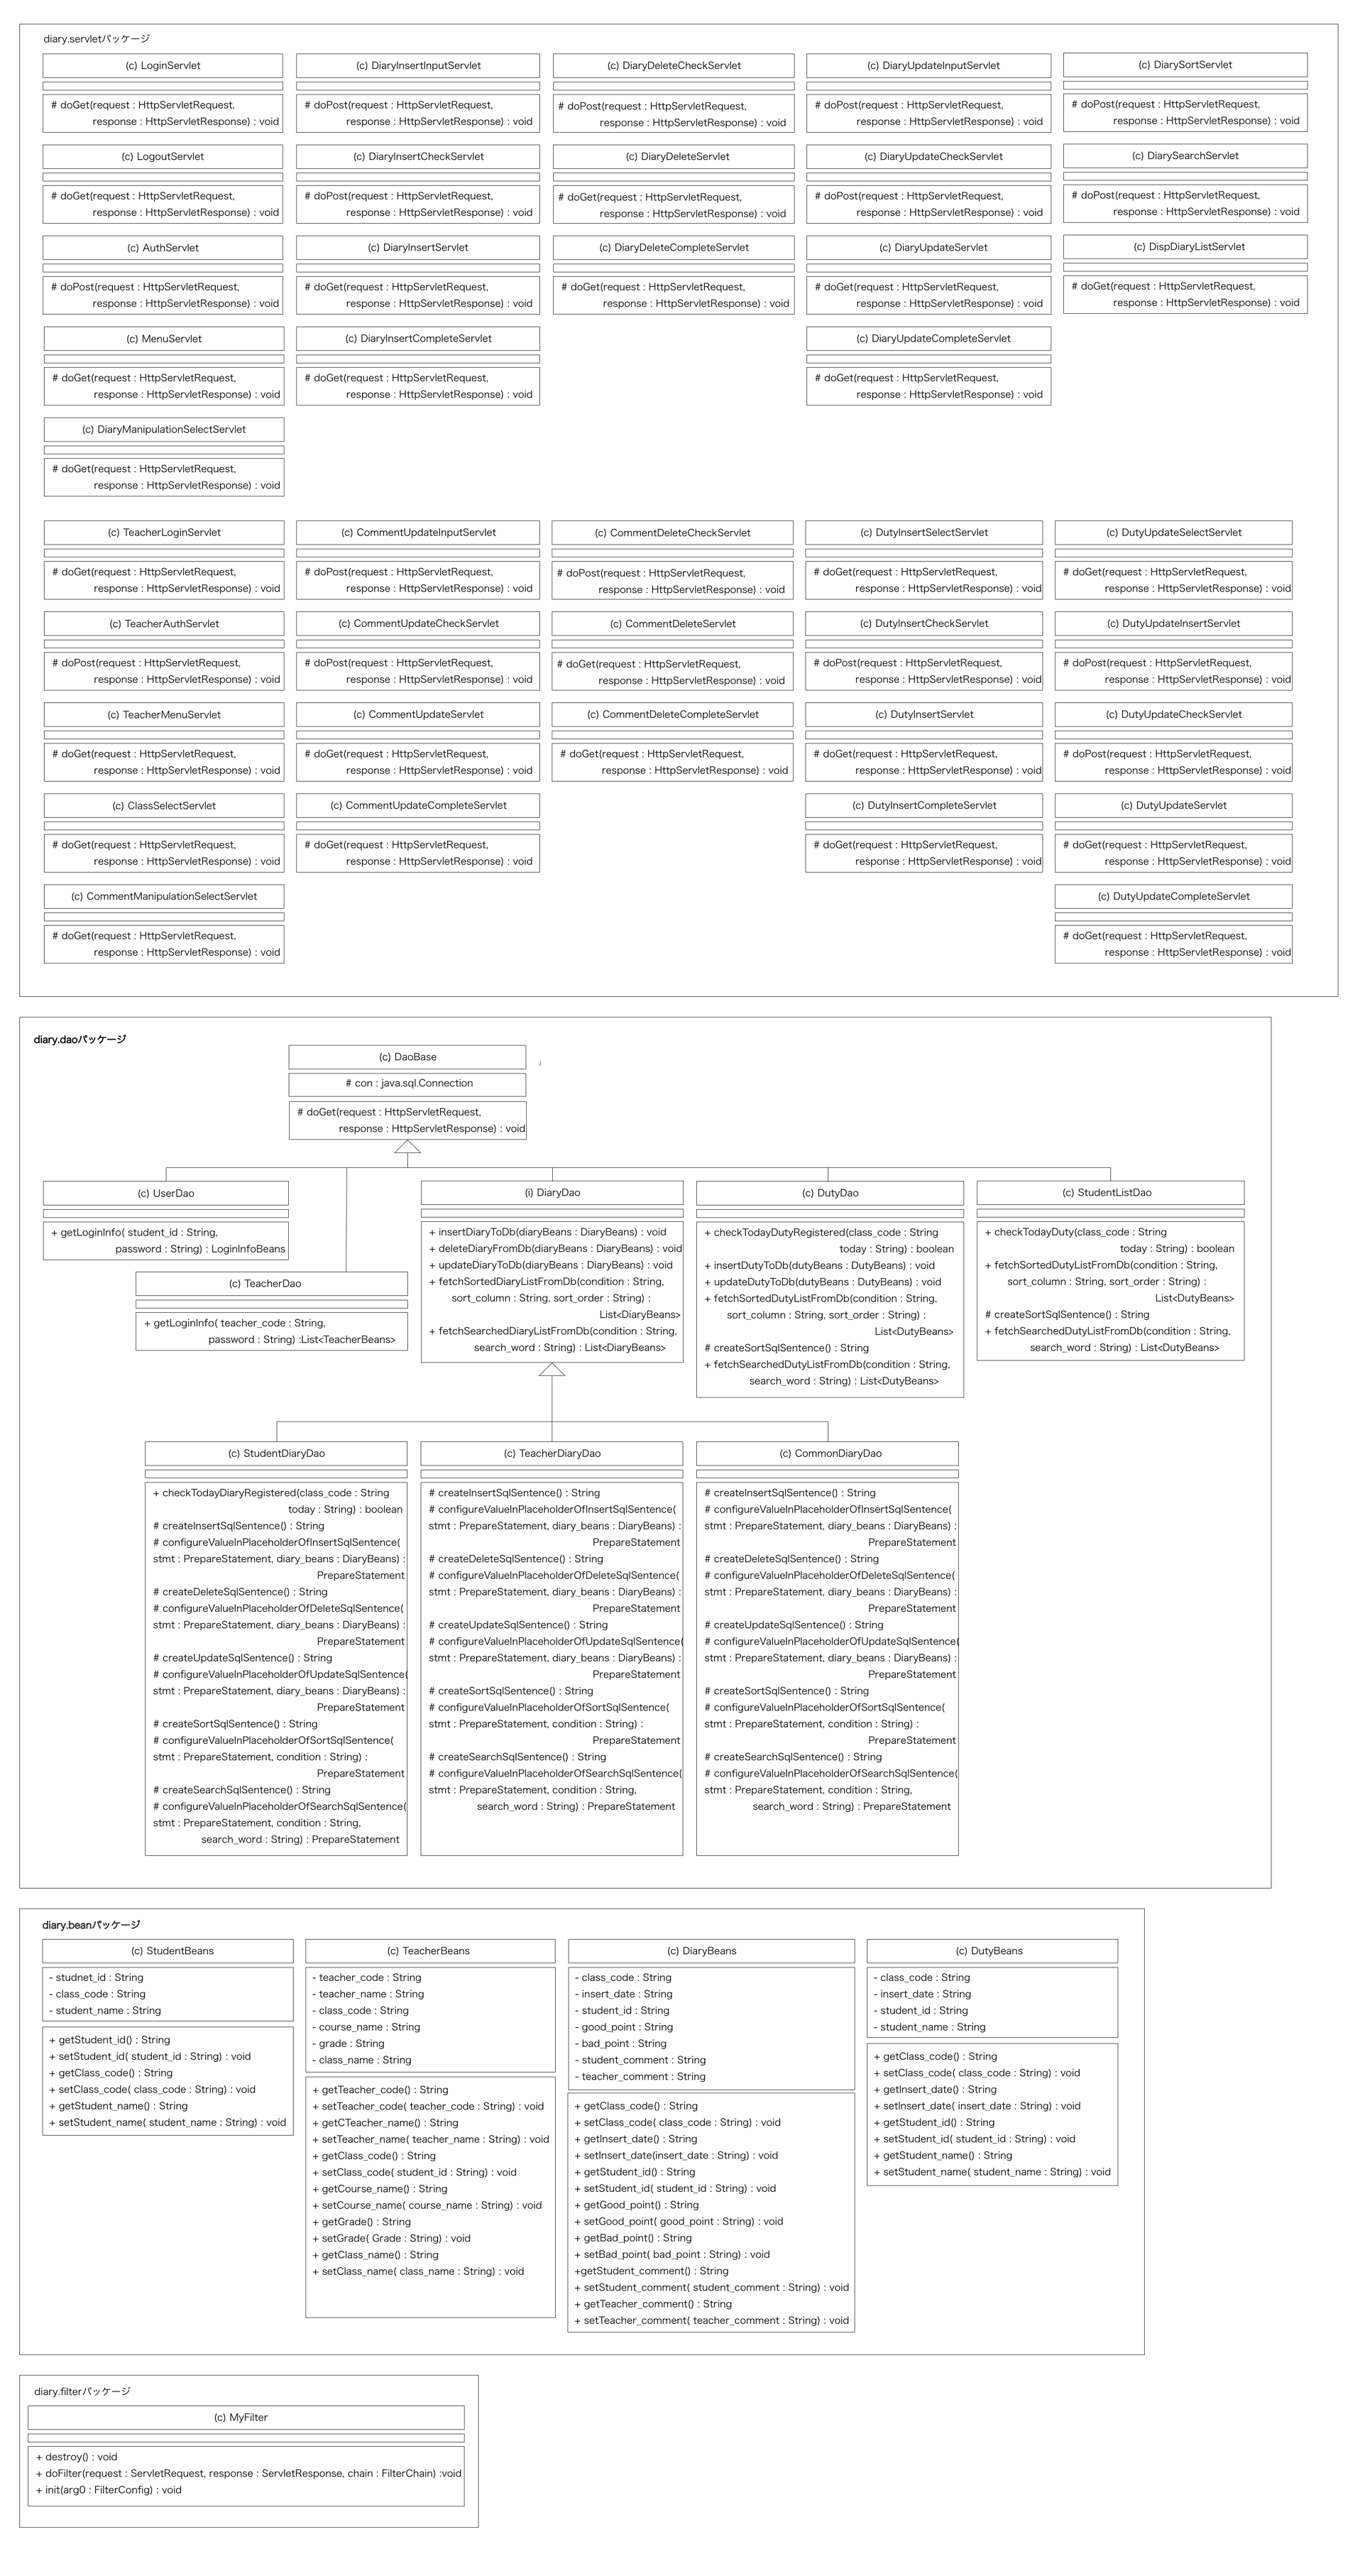 diary.servletパッケージ
(c) LoginServlet
# doGet(request : HttpServletRequest,
response : HttpServletResponse) : void
(c) DiaryInsertInputServlet
# doPost(request : HttpServletRequest,
response : HttpServletResponse) : void
(c) DiaryDeleteCheckServlet
# doPost(request : HttpServletRequest,
response : HttpServletResponse) : void
(c) DiaryUpdateInputServlet
# doPost(request : HttpServletRequest,
response : HttpServletResponse) : void
(c) DiarySortServlet
# doPost(request : HttpServletRequest,
response : HttpServletResponse) : void
(c) LogoutServlet
# doGet(request : HttpServletRequest,
response : HttpServletResponse) : void
(c) DiaryInsertCheckServlet
# doPost(request : HttpServletRequest,
response : HttpServletResponse) : void
(c) DiaryDeleteServlet
# doGet(request : HttpServletRequest,
response : HttpServletResponse) : void
(c) DiaryUpdateCheckServlet
# doPost(request : HttpServletRequest,
response : HttpServletResponse) : void
(c) DiarySearchServlet
# doPost(request : HttpServletRequest,
response : HttpServletResponse) : void
(c) AuthServlet
# doPost(request : HttpServletRequest,
response : HttpServletResponse) : void
(c) DiaryInsertServlet
# doGet(request : HttpServletRequest,
response : HttpServletResponse) : void
(c) DiaryDeleteCompleteServlet
# doGet(request : HttpServletRequest,
response : HttpServletResponse) : void
(c) DiaryUpdateServlet
# doGet(request : HttpServletRequest,
response : HttpServletResponse) : void
(c) DispDiaryListServlet
# doGet(request : HttpServletRequest,
response : HttpServletResponse) : void
(c) MenuServlet
# doGet(request : HttpServletRequest,
response : HttpServletResponse) : void
(c) DiaryInsertCompleteServlet
# doGet(request : HttpServletRequest,
response : HttpServletResponse) : void
(c) DiaryUpdateCompleteServlet
# doGet(request : HttpServletRequest,
response : HttpServletResponse) : void
(c) DiaryManipulationSelectServlet
# doGet(request : HttpServletRequest,
response : HttpServletResponse) : void
(c) TeacherLoginServlet
# doGet(request : HttpServletRequest,
response : HttpServletResponse) : void
(c) CommentUpdateInputServlet
# doPost(request : HttpServletRequest,
response : HttpServletResponse) : void
(c) CommentDeleteCheckServlet
# doPost(request : HttpServletRequest,
response : HttpServletResponse) : void
(c) DutyInsertSelectServlet
# doGet(request : HttpServletRequest,
response : HttpServletResponse) : void
(c) DutyUpdateSelectServlet
# doGet(request : HttpServletRequest,
response : HttpServletResponse) : void
(c) TeacherAuthServlet
# doPost(request : HttpServletRequest,
response : HttpServletResponse) : void
(c) CommentUpdateCheckServlet
# doPost(request : HttpServletRequest,
response : HttpServletResponse) : void
(c) CommentDeleteServlet
# doGet(request : HttpServletRequest,
response : HttpServletResponse) : void
(c) DutyInsertCheckServlet
# doPost(request : HttpServletRequest,
response : HttpServletResponse) : void
(c) DutyUpdateInsertServlet
# doPost(request : HttpServletRequest,
response : HttpServletResponse) : void
(c) TeacherMenuServlet
# doGet(request : HttpServletRequest,
response : HttpServletResponse) : void
(c) CommentUpdateServlet
# doGet(request : HttpServletRequest,
response : HttpServletResponse) : void
(c) CommentDeleteCompleteServlet
# doGet(request : HttpServletRequest,
response : HttpServletResponse) : void
(c) DutyInsertServlet
# doGet(request : HttpServletRequest,
response : HttpServletResponse) : void
(c) DutyUpdateCheckServlet
# doPost(request : HttpServletRequest,
response : HttpServletResponse) : void
(c) ClassSelectServlet
# doGet(request : HttpServletRequest,
response : HttpServletResponse) : void
(c) CommentUpdateCompleteServlet
# doGet(request : HttpServletRequest,
response : HttpServletResponse) : void
(c) DutyInsertCompleteServlet
# doGet(request : HttpServletRequest,
response : HttpServletResponse) : void
(c) DutyUpdateServlet
# doGet(request : HttpServletRequest,
response : HttpServletResponse) : void
(c) CommentManipulationSelectServlet
# doGet(request : HttpServletRequest,
response : HttpServletResponse) : void
(c) DutyUpdateCompleteServlet
# doGet(request : HttpServletRequest,
response : HttpServletResponse) : void
diary.daoパッケージ
(c) DaoBase
# con : java.sql.Connection
# doGet(request : HttpServletRequest,
response : HttpServletResponse) : void
(c) UserDao
+ getLoginInfo( student_id : String,
password : String) : LoginInfoBeans
(c) TeacherDao
+ getLoginInfo( teacher_code : String,
password : String) :List<TeacherBeans>
(i) DiaryDao
+ insertDiaryToDb(diaryBeans : DiaryBeans) : void
+ deleteDiaryFromDb(diaryBeans : DiaryBeans) : void
+ updateDiaryToDb(diaryBeans : DiaryBeans) : void
+ fetchSortedDiaryListFromDb(condition : String,
sort_column : String, sort_order : String) :
List<DiaryBeans>
+ fetchSearchedDiaryListFromDb(condition : String,
search_word : String) : List<DiaryBeans>
(c) DutyDao
+ checkTodayDutyRegistered(class_code : String
today : String) : boolean
+ insertDutyToDb(dutyBeans : DutyBeans) : void
+ updateDutyToDb(dutyBeans : DutyBeans) : void
+ fetchSortedDutyListFromDb(condition : String,
sort_column : String, sort_order : String) :
List<DutyBeans>
# createSortSqlSentence() : String
+ fetchSearchedDutyListFromDb(condition : String,
search_word : String) : List<DutyBeans>
(c) StudentListDao
+ checkTodayDuty(class_code : String
today : String) : boolean
+ fetchSortedDutyListFromDb(condition : String,
sort_column : String, sort_order : String) :
List<DutyBeans>
# createSortSqlSentence() : String
+ fetchSearchedDutyListFromDb(condition : String,
search_word : String) : List<DutyBeans>
(c) StudentDiaryDao
+ checkTodayDiaryRegistered(class_code : String
today : String) : boolean
# createInsertSqlSentence() : String
# configureValueInPlaceholderOfInsertSqlSentence(
stmt : PrepareStatement, diary_beans : DiaryBeans) :
PrepareStatement
# createDeleteSqlSentence() : String
# configureValueInPlaceholderOfDeleteSqlSentence(
stmt : PrepareStatement, diary_beans : DiaryBeans) :
PrepareStatement
# createUpdateSqlSentence() : String
# configureValueInPlaceholderOfUpdateSqlSentence(
stmt : PrepareStatement, diary_beans : DiaryBeans) :
PrepareStatement
# createSortSqlSentence() : String
# configureValueInPlaceholderOfSortSqlSentence(
stmt : PrepareStatement, condition : String) :
PrepareStatement
# createSearchSqlSentence() : String
# configureValueInPlaceholderOfSearchSqlSentence(
stmt : PrepareStatement, condition : String,
search_word : String) : PrepareStatement
(c) TeacherDiaryDao
# createInsertSqlSentence() : String
# configureValueInPlaceholderOfInsertSqlSentence(
stmt : PrepareStatement, diary_beans : DiaryBeans) :
PrepareStatement
# createDeleteSqlSentence() : String
# configureValueInPlaceholderOfDeleteSqlSentence(
stmt : PrepareStatement, diary_beans : DiaryBeans) :
PrepareStatement
# createUpdateSqlSentence() : String
# configureValueInPlaceholderOfUpdateSqlSentence(
stmt : PrepareStatement, diary_beans : DiaryBeans) :
PrepareStatement
# createSortSqlSentence() : String
# configureValueInPlaceholderOfSortSqlSentence(
stmt : PrepareStatement, condition : String) :
PrepareStatement
# createSearchSqlSentence() : String
# configureValueInPlaceholderOfSearchSqlSentence(
stmt : PrepareStatement, condition : String,
search_word : String) : PrepareStatement
(c) CommonDiaryDao
# createInsertSqlSentence() : String
# configureValueInPlaceholderOfInsertSqlSentence(
stmt : PrepareStatement, diary_beans : DiaryBeans) :
PrepareStatement
# createDeleteSqlSentence() : String
# configureValueInPlaceholderOfDeleteSqlSentence(
stmt : PrepareStatement, diary_beans : DiaryBeans) :
PrepareStatement
# createUpdateSqlSentence() : String
# configureValueInPlaceholderOfUpdateSqlSentence(
stmt : PrepareStatement, diary_beans : DiaryBeans) :
PrepareStatement
# createSortSqlSentence() : String
# configureValueInPlaceholderOfSortSqlSentence(
stmt : PrepareStatement, condition : String) :
PrepareStatement
# createSearchSqlSentence() : String
# configureValueInPlaceholderOfSearchSqlSentence(
stmt : PrepareStatement, condition : String,
search_word : String) : PrepareStatement
diary.beanパッケージ
(c) StudentBeans
- studnet_id : String
- class_code : String
- student_name : String
+ getStudent_id() : String
+ setStudent_id( student_id : String) : void
+ getClass_code() : String
+ setClass_code( class_code : String) : void
+ getStudent_name() : String
+ setStudent_name( student_name : String) : void
(c) TeacherBeans
- teacher_code : String
- teacher_name : String
- class_code : String
- course_name : String
- grade : String
- class_name : String
+ getTeacher_code() : String
+ setTeacher_code( teacher_code : String) : void
+ getCTeacher_name() : String
+ setTeacher_name( teacher_name : String) : void
+ getClass_code() : String
+ setClass_code( student_id : String) : void
+ getCourse_name() : String
+ setCourse_name( course_name : String) : void
+ getGrade() : String
+ setGrade( Grade : String) : void
+ getClass_name() : String
+ setClass_name( class_name : String) : void
(c) DiaryBeans
- class_code : String
- insert_date : String
- student_id : String
- good_point : String
- bad_point : String
- student_comment : String
- teacher_comment : String
+ getClass_code() : String
+ setClass_code( class_code : String) : void
+ getInsert_date() : String
+ setInsert_date(insert_date : String) : void
+ getStudent_id() : String
+ setStudent_id( student_id : String) : void
+ getGood_point() : String
+ setGood_point( good_point : String) : void
+ getBad_point() : String
+ setBad_point( bad_point : String) : void
+getStudent_comment() : String
+ setStudent_comment( student_comment : String) : void
+ getTeacher_comment() : String
+ setTeacher_comment( teacher_comment : String) : void
(c) DutyBeans
- class_code : String
- insert_date : String
- student_id : String
- student_name : String
+ getClass_code() : String
+ setClass_code( class_code : String) : void
+ getInsert_date() : String
+ setInsert_date( insert_date : String) : void
+ getStudent_id() : String
+ setStudent_id( student_id : String) : void
+ getStudent_name() : String
+ setStudent_name( student_name : String) : void
diary.filterパッケージ
(c) MyFilter
+ destroy() : void
+ doFilter(request : ServletRequest, response : ServletResponse, chain : FilterChain) :void
+ init(arg0 : FilterConfig) : void